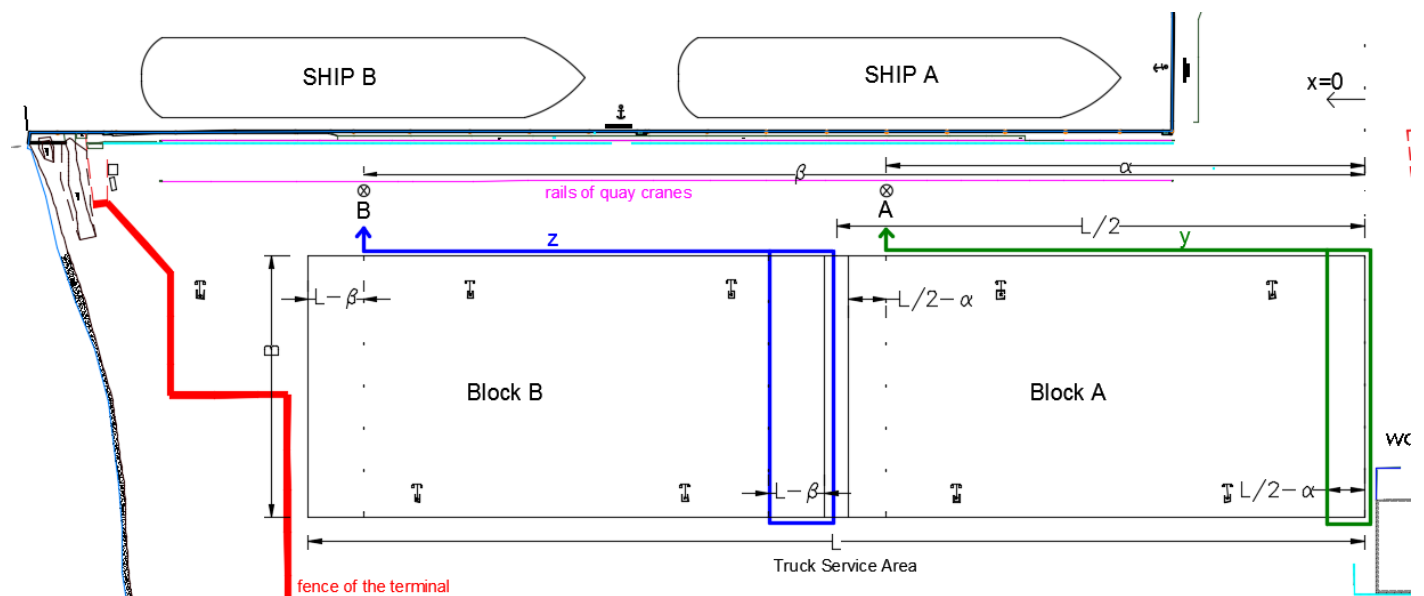 SHIP B
SHIP A
x=0
α
β
rails of quay cranes
B
A
L/2
z
y
L-β
L/2-α
B
Block B
Block A
wc
L-β
L/2-α
L
Truck Service Area
fence of the terminal